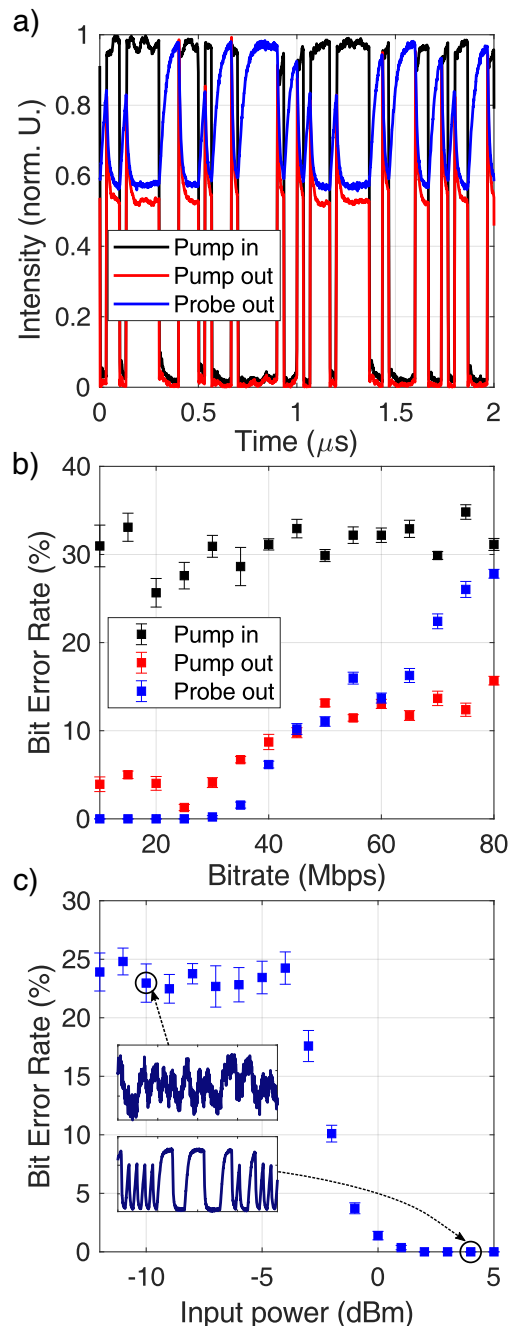 a)
1
0.8
0.6
0.4
0.2
0
Intensity (norm. U.)
Pump in
Pump out
Probe out
0 0.5 1 1.5 2
Time (μs)
b)
40
30
20
10
0
Bit Error Rate (%)
Pump in
Pump out
Probe out
20 40 60 80
Bitrate (Mbps)
c)
30
25
20
15
10
5
0
Bit Error Rate (%)
-10 -5 0 5
Input power (dBm)